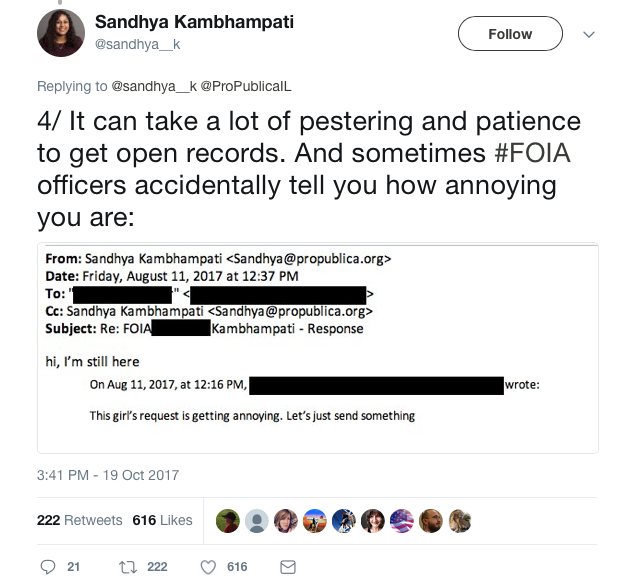 Sandhya Kambhampati
@sandhya__k
Follow
Replying to @sandhya__k @ProPublicaIL
4/ It can take a lot of pestering and patience
to get open records. And sometimes #FOIA
officers accidentally tell you how annoying
you are:
From: Sandhya Kambhampati <Sandhya@propublica.org>
Date: Friday, August 11, 2017 at 12:37 PM
To: " " < >
Cc: Sandhya Kambhampati <Sandhya@propublica.org>
Subject: Re: FOIA Kambhampati - Response
hi, I'm still here
On Aug 11, 2017, at 12:16 PM, wrote:
This girl's request is getting annoying. Let's just send something
3:41 PM - 19 Oct 2017
222 Retweets 616 Likes
21 222 616